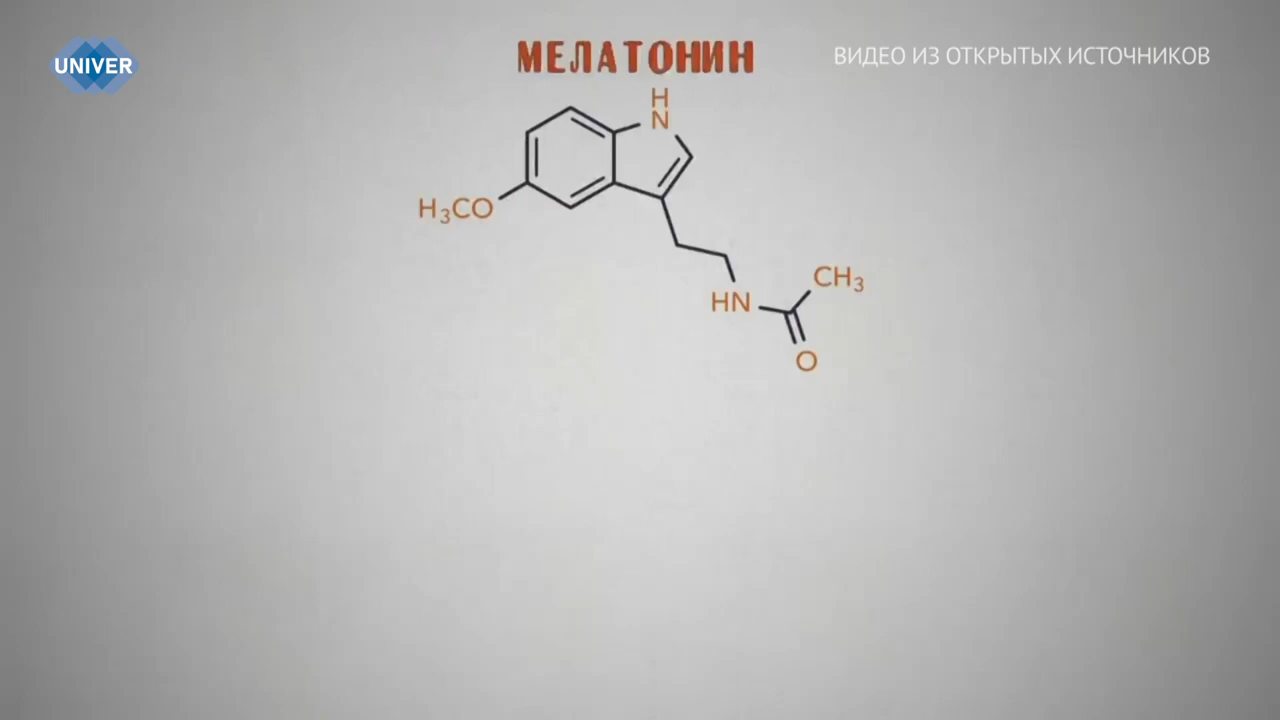 UNIVER
МЕЛАТОНИН
ВИДЕО ИЗ ОТКРЫТЫХ ИСТОЧНИКОВ
H
N
H₃CO
CH₃
HN
O